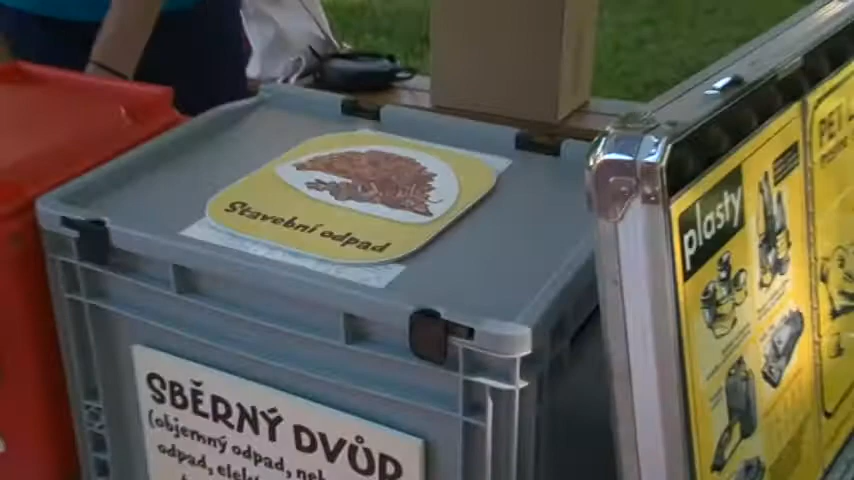 Stavební odpad
SBĚRNÝ DVŮR
(objemný odpad, neb
odpad, elek
plasty
PET L